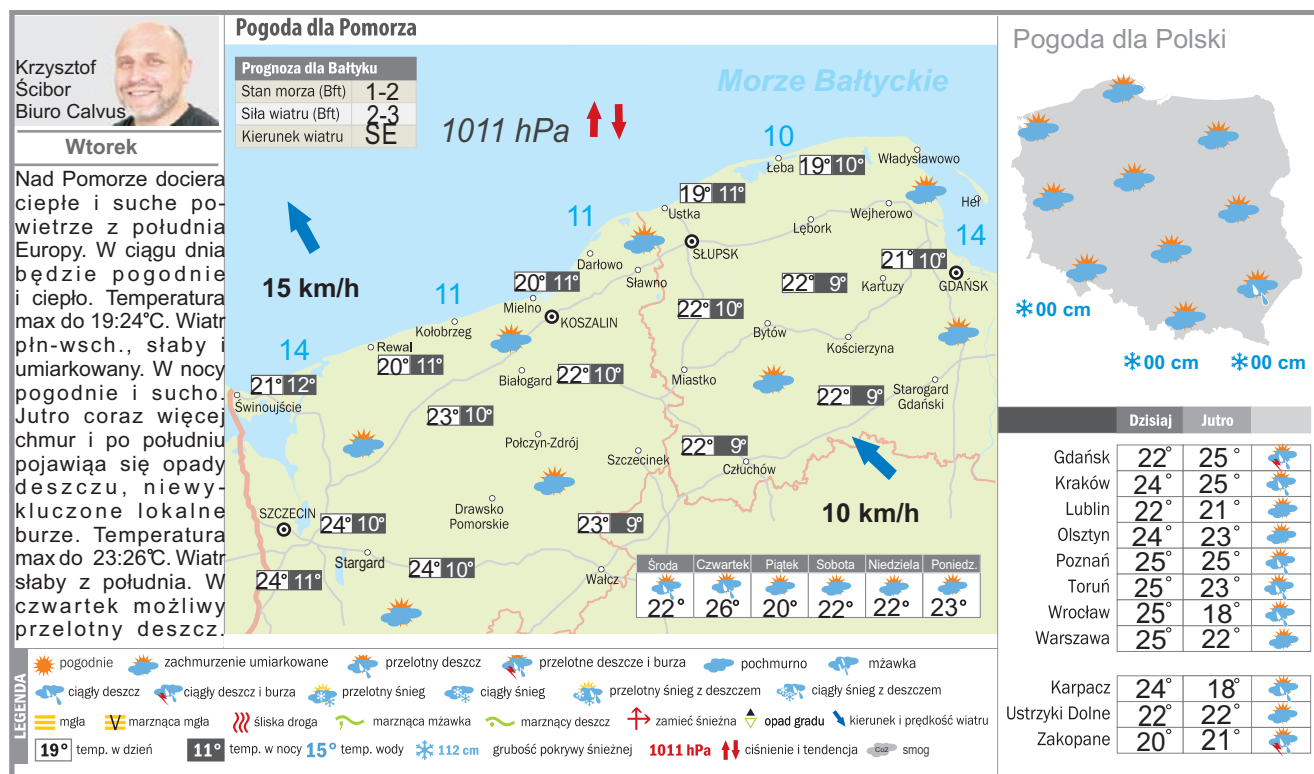 Krzysztof
Ścibor
Biuro Calvus
Wtorek
Nad Pomorze dociera
ciepłe i suche po-
wietrze z południa
Europy. W ciągu dnia
będzie pogodnie
i ciepło. Temperatura
max do 19:24°C. Wiatr
płn-wsch., słaby i
umiarkowany. W nocy
pogodnie i sucho.
Jutro coraz więcej
chmur i po południu
pojawiąa się opady
deszczu, niewy-
kluczone lokalne
burze. Temperatura
max do 23:26°C. Wiatr
słaby z południa. W
czwartek możliwy
przelotny deszcz.
Pogoda dla Pomorza
Prognoza dla Bałtyku
Stan morza (Bft) 1-2
Siła wiatru (Bft) 2-3
Kierunek wiatru SE
1011 hPa
Morze Bałtyckie
10
Łeba 19° 10°
Władysławowo
19° 11°
Ustka
Wejherowo
Hel
11
Lębork
14
SŁUPSK
Darłowo
21° 10°
GDAŃSK
15 km/h
20° 11°
Sławno
22° 9°
Kartuzy
11
Mielno
KOSZALIN
22° 10°
Bytów
Kołobrzeg
Kościerzyna
14
Rewal
20° 11°
Białogard 22° 10°
Miastko
21° 12°
Świnoujście
Starogard
Gdański
22° 9°
23° 10°
Połczyn-Zdrój
22° 9°
Szczecinek
Człuchów
Drawsko
Pomorskie
10 km/h
SZCZECIN
24° 10°
23° 9°
Stargard
24° 10°
24° 11°
Wałcz
Środa Czwartek Piątek Sobota Niedziela Poniedz.
22° 26° 20° 22° 22° 23°
Pogoda dla Polski
00 cm
00 cm 00 cm
Dzisiaj Jutro
Gdańsk 22° 25°
Kraków 24° 25°
Lublin 22° 21°
Olsztyn 24° 23°
Poznań 25° 25°
Toruń 25° 23°
Wrocław 25° 18°
Warszawa 25° 22°
Karpacz 24° 18°
Ustrzyki Dolne 22° 22°
Zakopane 20° 21°
LEGENDA
pogodnie zachmurzenie umiarkowane przelotny deszcz przelotne deszcze i burza pochmurno mżawka
ciągły deszcz ciągły deszcz i burza przelotny śnieg ciągły śnieg przelotny śnieg z deszczem ciągły śnieg z deszczem
mgła marznąca mgła śliska droga marznąca mżawka marznący deszcz zamieć śnieżna opad gradu kierunek i prędkość wiatru
19° temp. w dzień 11° temp. w nocy 15° temp. wody 112 cm grubość pokrywy śnieżnej 1011 hPa ciśnienie i tendencja Co2 smog